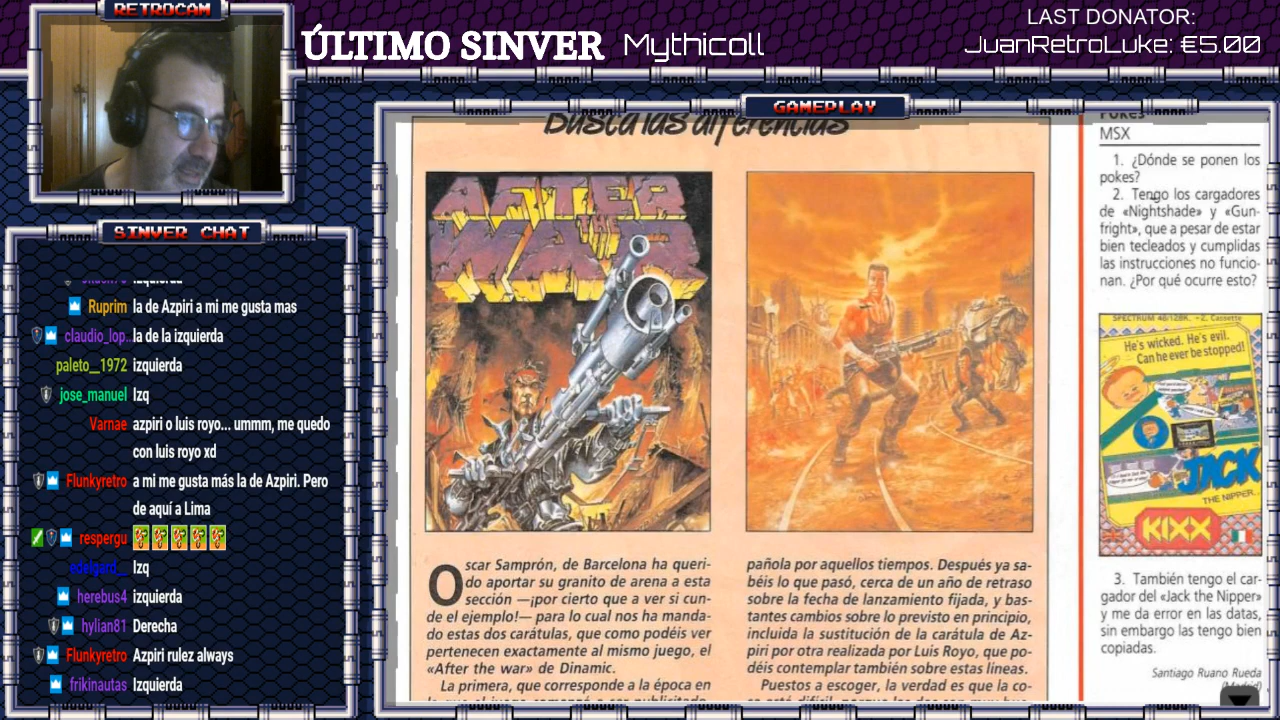 RETROCAM
ÚLTIMO SINVER Mythicoll
LAST DONATOR:
JuanRetroLuke: €5.00
SINVER CHAT
Izquierda
Ruprim la de Azpiri a mi me gusta mas
claudio_lop.. la de la izquierda
paleto__1972 izquierda
jose_manuel Izq
Varnae azpiri o luis royo... ummm, me quedo
con luis royo xd
Flunkyretro a mi me gusta más la de Azpiri. Pero
de aquí a Lima
respergu
edelgard__ Izq
herebus4 izquierda
hylian81 Derecha
Flunkyretro Azpiri rulez always
frikinautas Izquierda
GAMEPLAY
Busca las diferencias
AFTER
THE
WAR
Oscar Samprón, de Barcelona ha queri-
do aportar su granito de arena a esta
sección —¡por cierto que a ver si cun-
de el ejemplo!— para lo cual nos ha manda-
do estas dos carátulas, que como podéis ver
pertenecen exactamente al mismo juego, el
«After the war» de Dinamic.
La primera, que corresponde a la época en
pañola por aquellos tiempos. Después ya sa-
béis lo que pasó, cerca de un año de retraso
sobre la fecha de lanzamiento fijada, y bas-
tantes cambios sobre lo previsto en principio,
incluida la sustitución de la carátula de Az-
piri por otra realizada por Luis Royo, que po-
déis contemplar también sobre estas líneas.
Puestos a escoger, la verdad es que la co-
Pokes
MSX
1. ¿Dónde se ponen los
pokes?
2. Tengo los cargadores
de «Nightshade» y «Gun-
fright», que a pesar de estar
bien tecleados y cumplidas
las instrucciones no funcio-
nan. ¿Por qué ocurre esto?
SPECTRUM 48/128K. +2. Cassette
He's wicked. He's evil.
Can he ever be stopped!
JACK
THE NIPPER..
KIXX
3. También tengo el car-
gador del «Jack the Nipper»
y me da error en las datas,
sin embargo las tengo bien
copiadas.
Santiago Ruano Rueda
(Madrid)